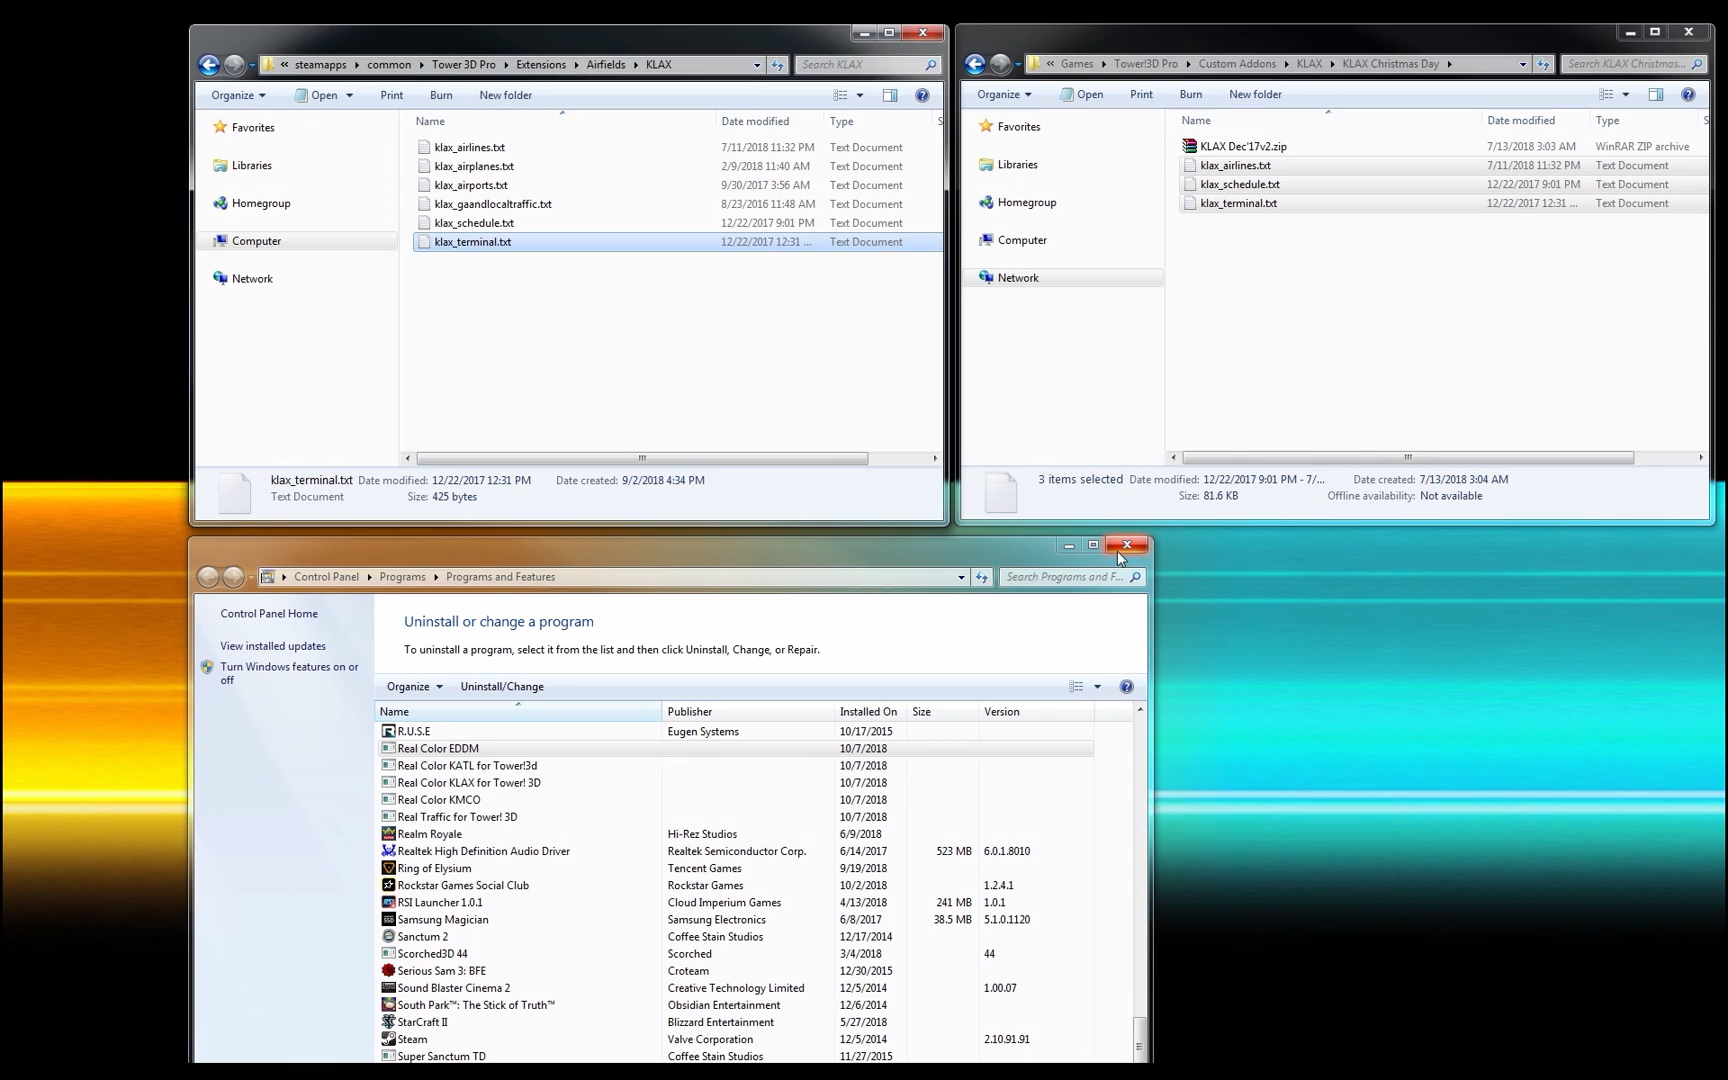 « steamapps common Tower 3D Pro Extensions Airfields KLAX Search KLAX
Organize Open Print Burn New folder
Favorites
Libraries
Homegroup
Computer
Network
Name Date modified Type S
klax_airlines.txt 7/11/2018 11:32 PM Text Document
klax_airplanes.txt 2/9/2018 11:40 AM Text Document
klax_airports.txt 9/30/2017 3:56 AM Text Document
klax_gaandlocaltraffic.txt 8/23/2016 11:48 AM Text Document
klax_schedule.txt 12/22/2017 9:01 PM Text Document
klax_terminal.txt 12/22/2017 12:31 ... Text Document
klax_terminal.txt Date modified: 12/22/2017 12:31 PM Date created: 9/2/2018 4:34 PM
Text Document Size: 425 bytes
« Games Tower!3D Pro Custom Addons KLAX KLAX Christmas Day Search KLAX Christmas...
Organize Open Print Burn New folder
Favorites
Libraries
Homegroup
Computer
Network
Name Date modified Type S
KLAX Dec'17v2.zip 7/13/2018 3:03 AM WinRAR ZIP archive
klax_airlines.txt 7/11/2018 11:32 PM Text Document
klax_schedule.txt 12/22/2017 9:01 PM Text Document
klax_terminal.txt 12/22/2017 12:31 ... Text Document
3 items selected Date modified: 12/22/2017 9:01 PM - 7/... Date created: 7/13/2018 3:04 AM
Size: 81.6 KB Offline availability: Not available
Control Panel Programs Programs and Features Search Programs and F...
Control Panel Home
View installed updates
Turn Windows features on or
off
Uninstall or change a program
To uninstall a program, select it from the list and then click Uninstall, Change, or Repair.
Organize Uninstall/Change
Name Publisher Installed On Size Version
R.U.S.E Eugen Systems 10/17/2015
Real Color EDDM 10/7/2018
Real Color KATL for Tower!3d 10/7/2018
Real Color KLAX for Tower! 3D 10/7/2018
Real Color KMCO 10/7/2018
Real Traffic for Tower! 3D 10/7/2018
Realm Royale Hi-Rez Studios 6/9/2018
Realtek High Definition Audio Driver Realtek Semiconductor Corp. 6/14/2017 523 MB 6.0.1.8010
Ring of Elysium Tencent Games 9/19/2018
Rockstar Games Social Club Rockstar Games 10/2/2018 1.2.4.1
RSI Launcher 1.0.1 Cloud Imperium Games 4/13/2018 241 MB 1.0.1
Samsung Magician Samsung Electronics 6/8/2017 38.5 MB 5.1.0.1120
Sanctum 2 Coffee Stain Studios 12/17/2014
Scorched3D 44 Scorched 3/4/2018 44
Serious Sam 3: BFE Croteam 12/30/2015
Sound Blaster Cinema 2 Creative Technology Limited 12/5/2014 1.00.07
South Park™: The Stick of Truth™ Obsidian Entertainment 12/6/2014
StarCraft II Blizzard Entertainment 5/27/2018
Steam Valve Corporation 12/5/2014 2.10.91.91
Super Sanctum TD Coffee Stain Studios 11/27/2015